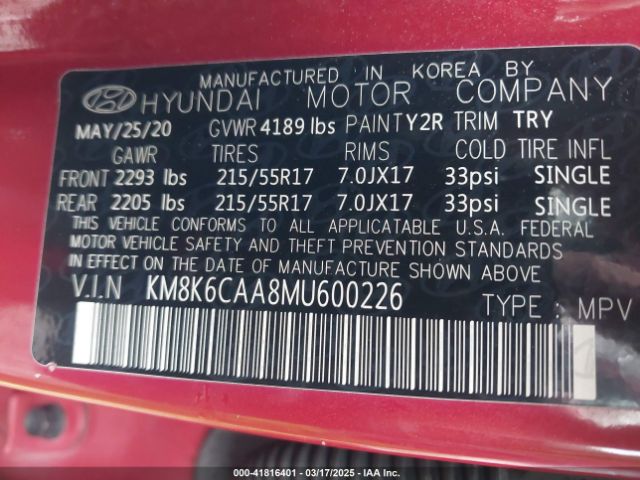 MANUFACTURED IN KOREA BY
HYUNDAI MOTOR COMPANY
MAY/25/20 GVWR 4189 lbs PAINT Y2R TRIM TRY
GAWR TIRES RIMS COLD TIRE INFL
FRONT 2293 lbs 215/55R17 7.0JX17 33psi SINGLE
REAR 2205 lbs 215/55R17 7.0JX17 33psi SINGLE
THIS VEHICLE CONFORMS TO ALL APPLICATABLE U.S.A. FEDERAL
MOTOR VEHICLE SAFETY AND THEFT PREVENTION STANDARDS
IN EFFECT ON THE DATE OF MANUFACTURE SHOWN ABOVE
V.I.N KM8K6CAA8MU600226 TYPE : MPV
000-41816401 - 03/17/2025 - IAA Inc.